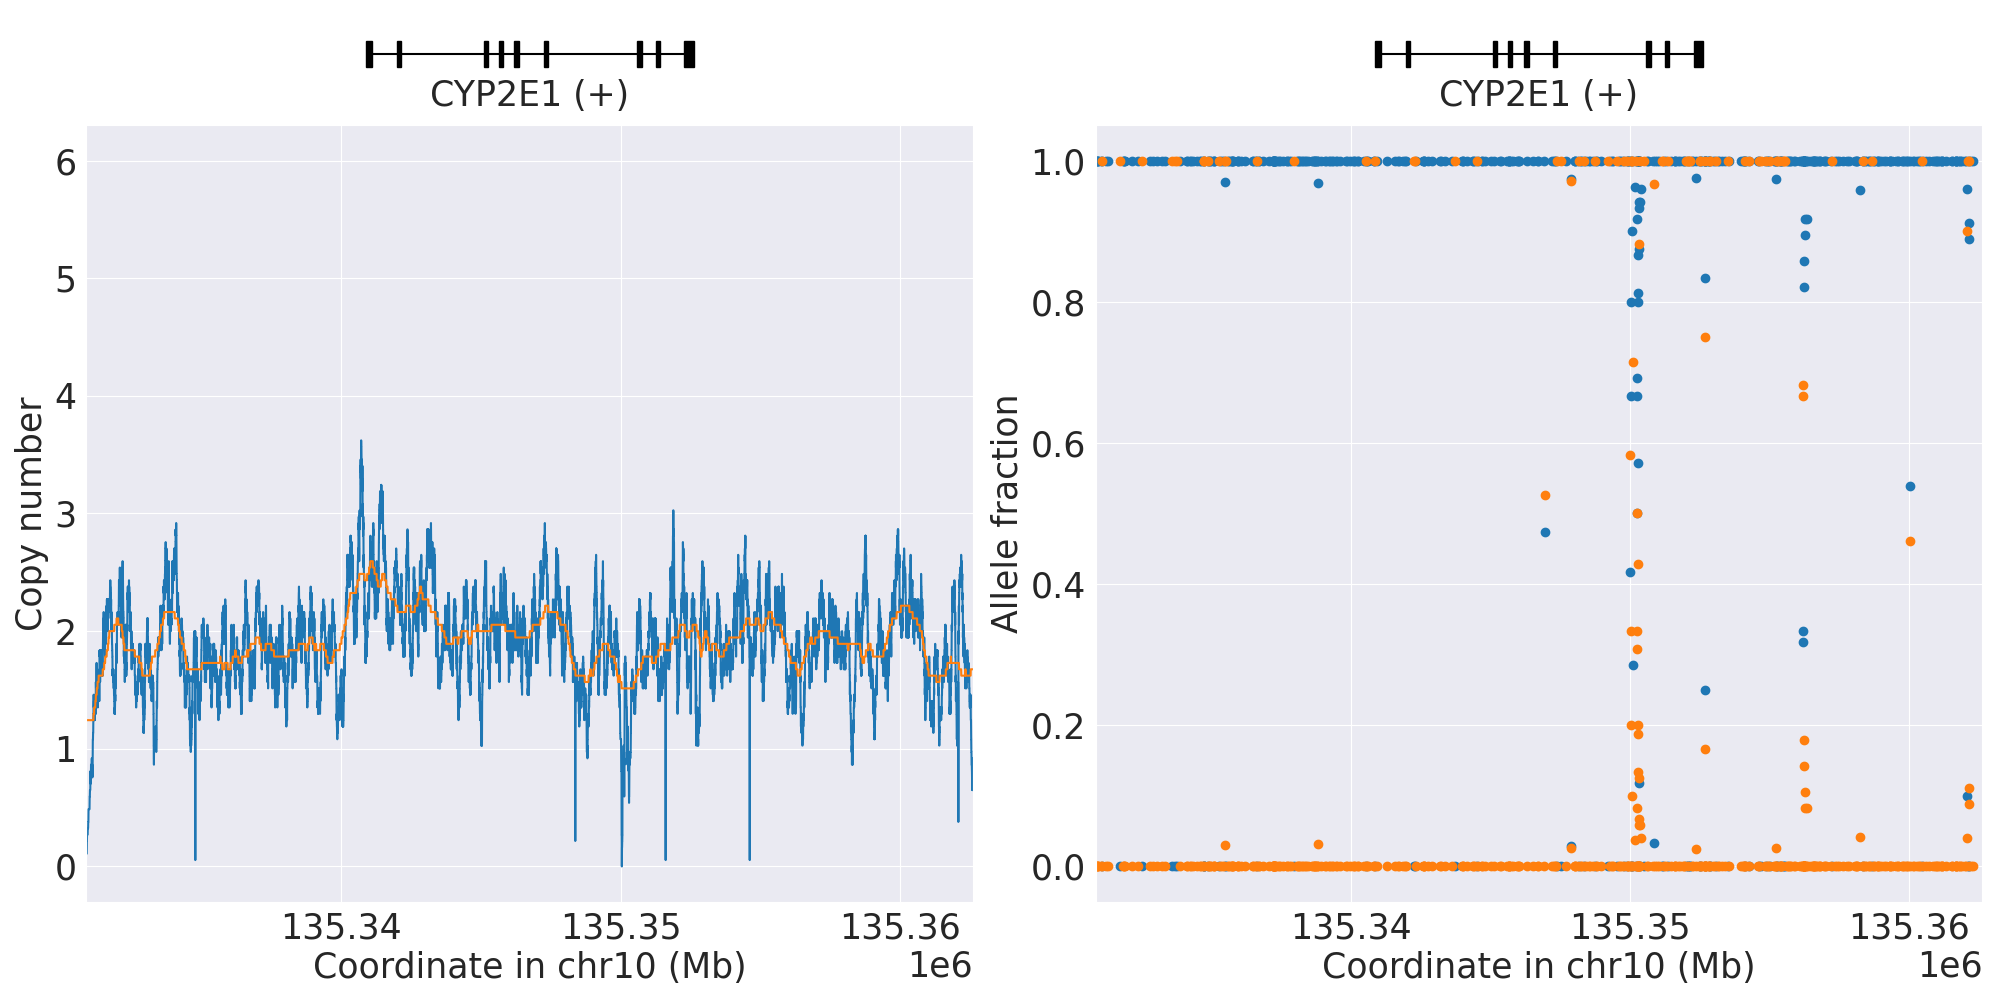 CYP2E1 (+)
6
5
4
3
2
1
0
Copy number
135.34 135.35 135.36
Coordinate in chr10 (Mb)
1e6
CYP2E1 (+)
1.0
0.8
0.6
0.4
0.2
0.0
Allele fraction
135.34 135.35 135.36
Coordinate in chr10 (Mb)
1e6